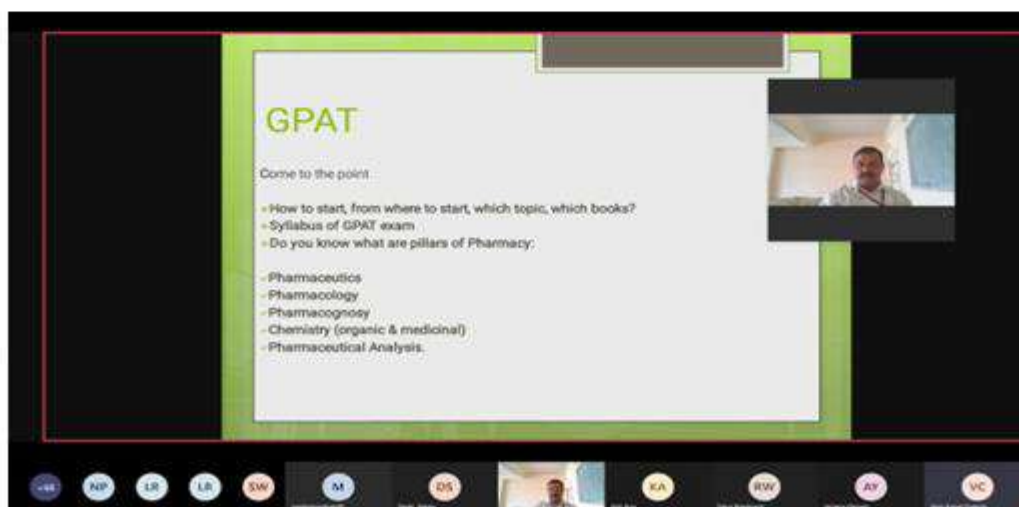 GPAT
Come to the point
How to start, from where to start, which topic, which books?
Syllabus of GPAT exam
Do you know what are pillars of Pharmacy:
Pharmaceutics
Pharmacology
Pharmacognosy
Chemistry (organic & medicinal)
Pharmaceutical Analysis.
NP LR LR SW M DS KA RW AY VC